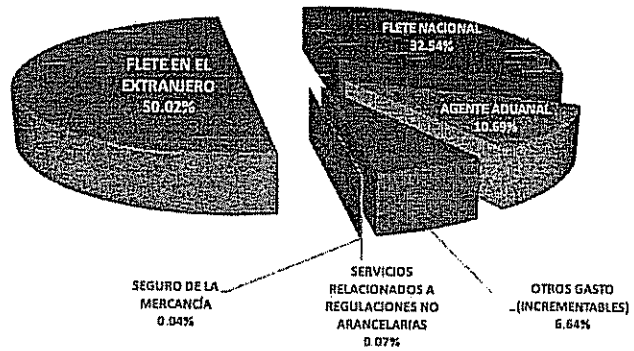 FLETE NACIONAL
32.54%
FLETE EN EL
EXTRANJERO
50.02%
AGENTE ADUANAL
10.69%
SEGURO DE LA
MERCANCÍA
0.04%
SERVICIOS
RELACIONADOS A
REGULACIONES NO
ARANCELARIAS
0.07%
OTROS GASTO
(INCREMENTABLES)
6.64%